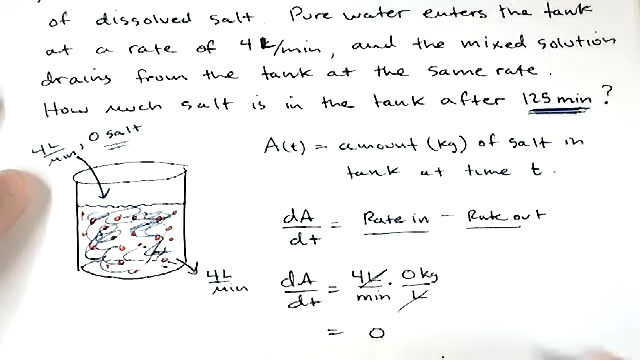 of dissolved salt. Pure water enters the tank
at a rate of 4 L/min, and the mixed solution
drains from the tank at the same rate.
How much salt is in the tank after 125 min?
4L/min, 0 salt
A(t) = amount (kg) of salt in
tank at time t.
dA/dt = Rate in - Rate out
4L/min
dA/dt = 4L/min · 0kg/L
= 0